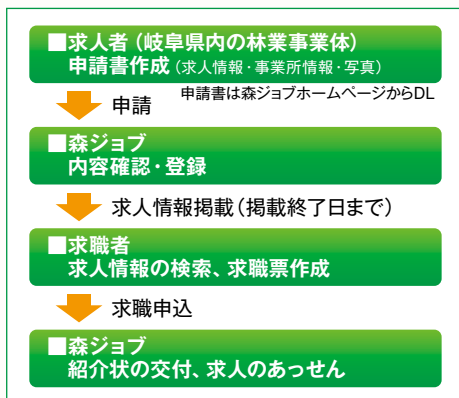 ■求人者（岐阜県内の林業事業体）
申請書作成（求人情報・事業所情報・写真）
申請書は森ジョブホームページからDL
申請
■森ジョブ
内容確認・登録
求人情報掲載（掲載終了日まで）
■求職者
求人情報の検索、求職票作成
求職申込
■森ジョブ
紹介状の交付、求人のあっせん